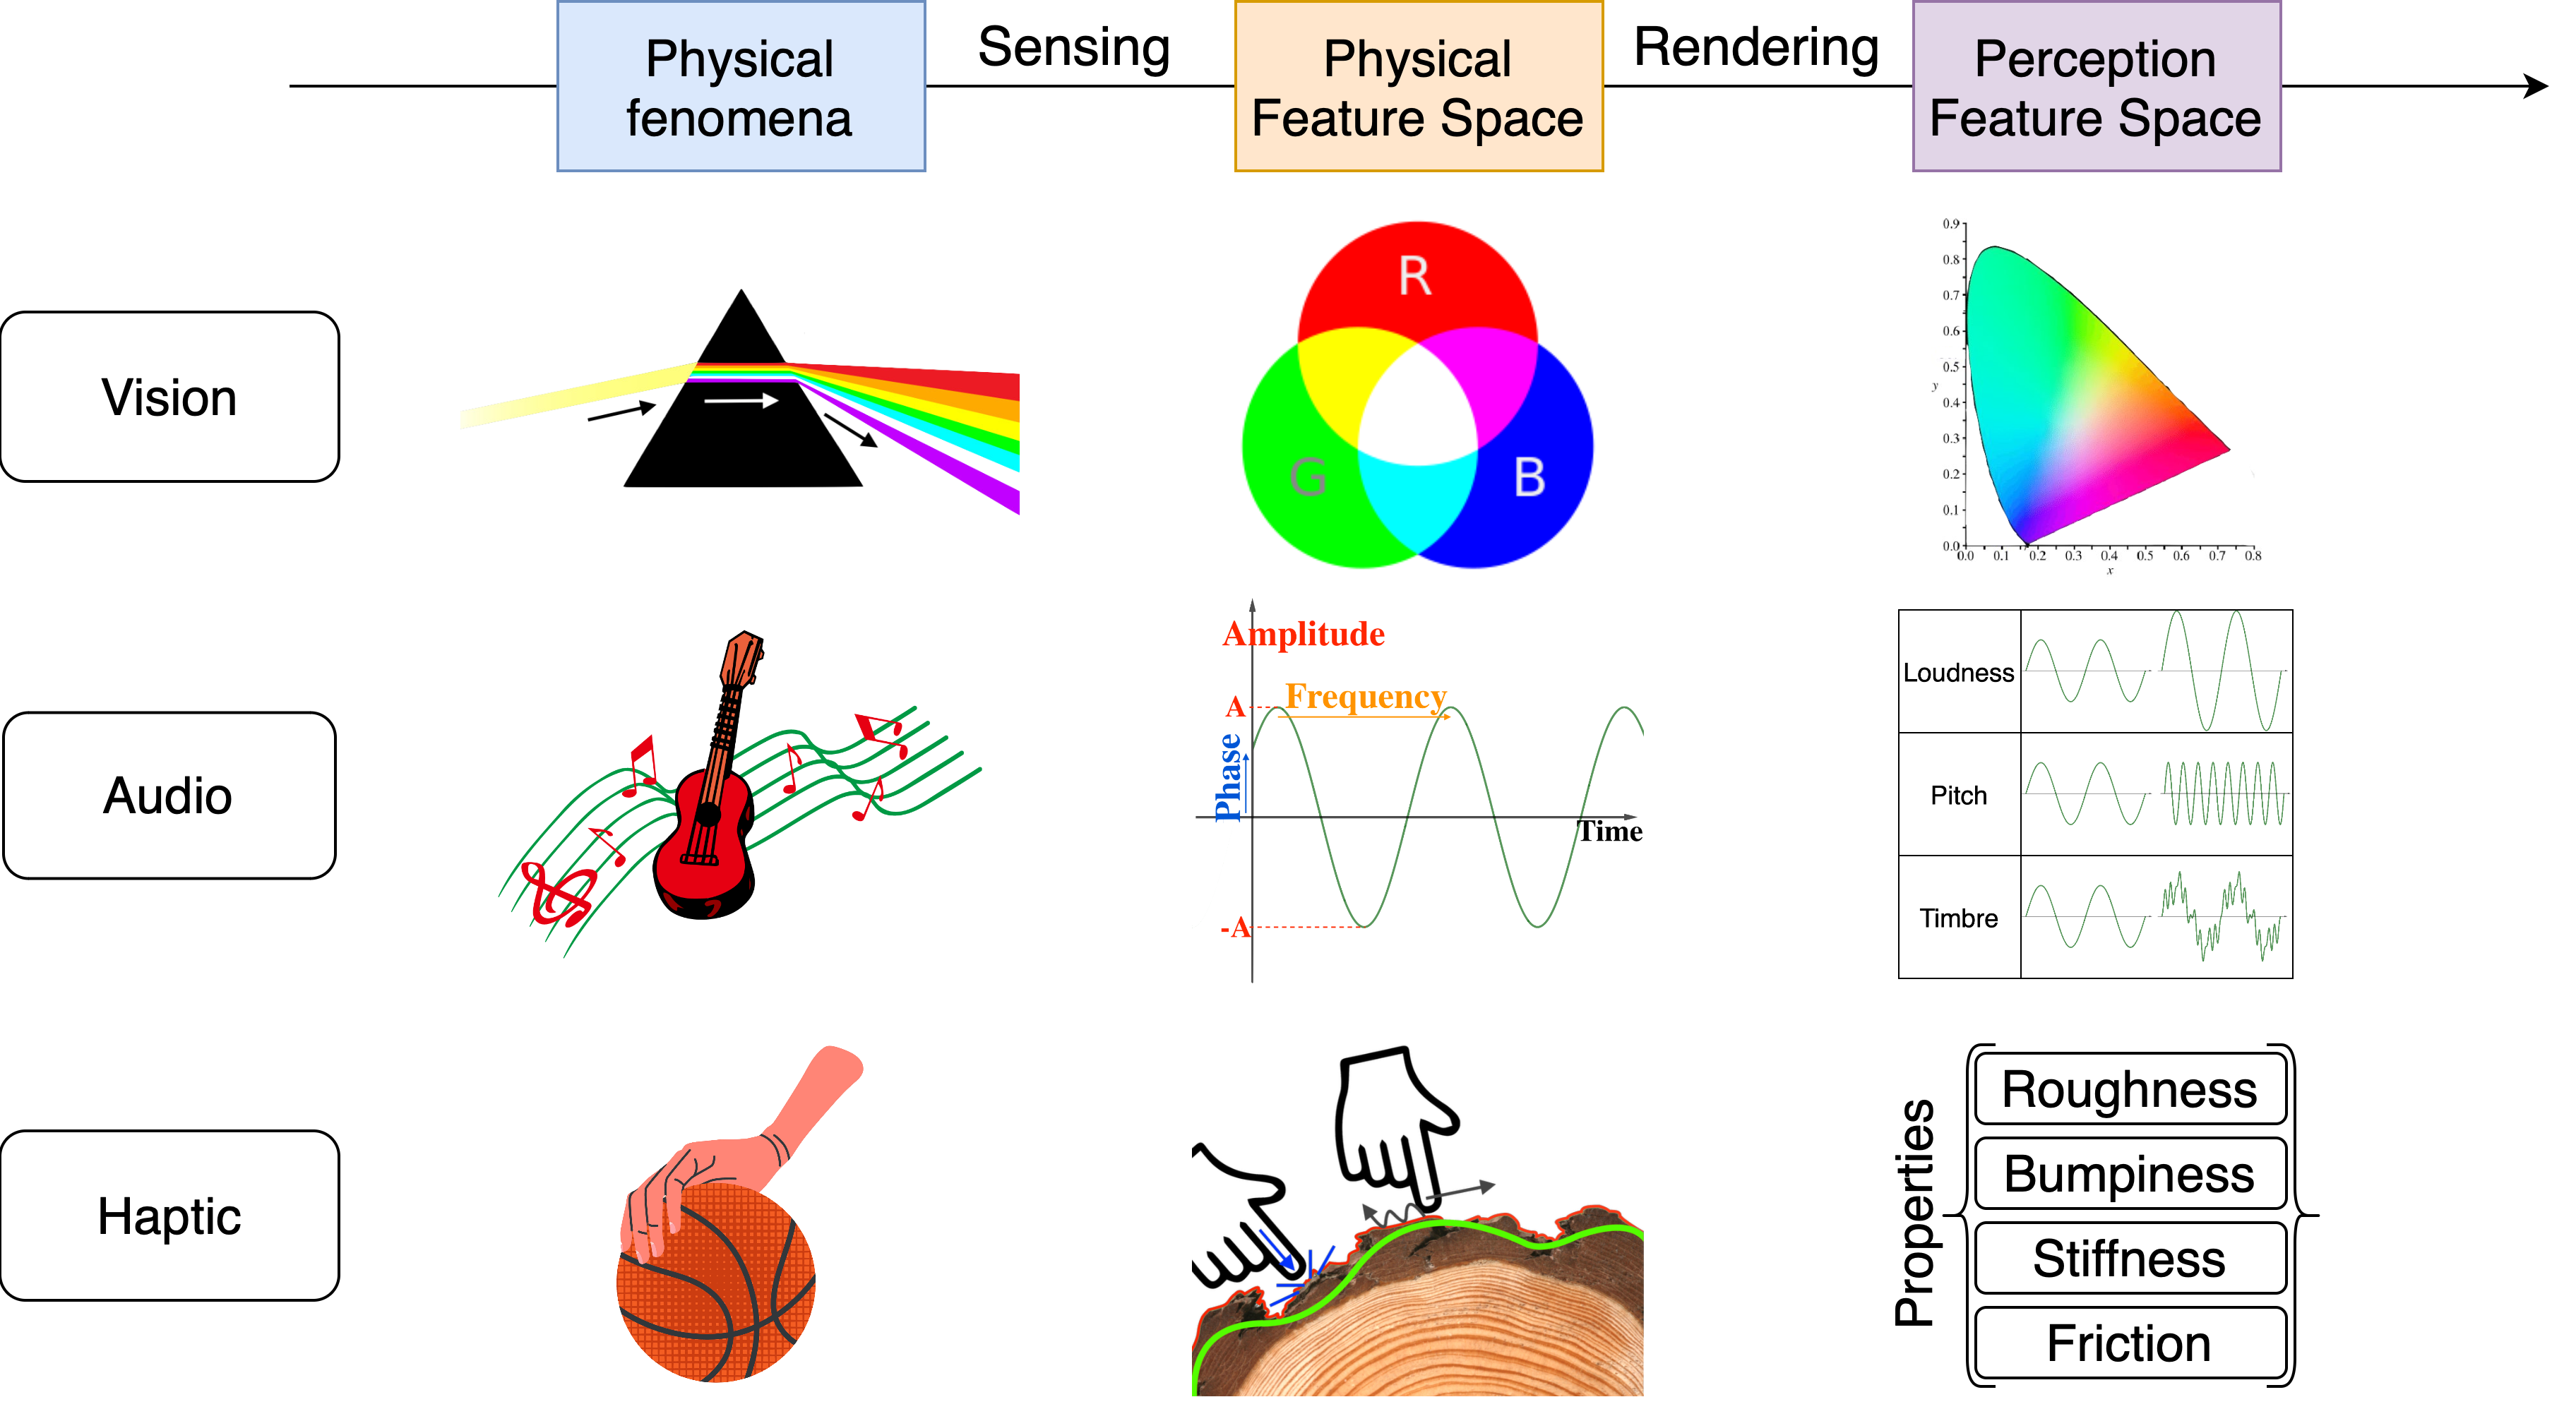 Physical
fenomena
Sensing
Physical
Feature Space
Rendering
Perception
Feature Space
Vision
R
G
B
0.9
0.8
0.7
0.6
0.5
y
0.4
0.3
0.2
0.1
0.0
0.0 0.1 0.2 0.3 0.4 0.5 0.6 0.7 0.8
x
Audio
Amplitude
Frequency
A
Phase
Time
-A
Loudness
Pitch
Timbre
Haptic
Properties
Roughness
Bumpiness
Stiffness
Friction